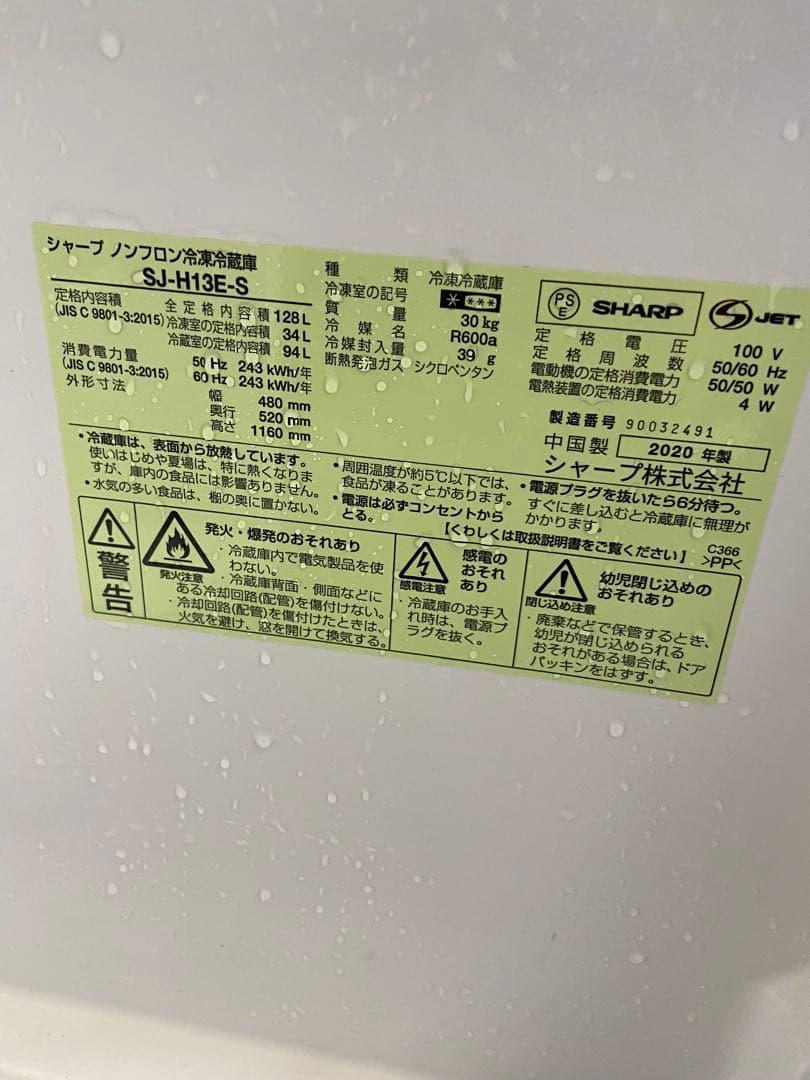 シャープ ノンフロン冷凍冷蔵庫
SJ-H13E-S
定格内容積
(JIS C 9801-3:2015)
全定格内容積 128 L
冷凍室の定格内容積 34 L
冷蔵室の定格内容積 94 L
消費電力量
(JIS C 9801-3:2015)
50 Hz 243 kWh/年
60 Hz 243 kWh/年
外形寸法
幅 480 mm
奥行 520 mm
高さ 1160 mm
種類 冷凍冷蔵庫
冷凍室の記号 * ***
質量 30 kg
冷媒名 R600a
冷媒封入量 39 g
断熱発泡ガス シクロペンタン
PS
E
SHARP
S JET
定格電圧 100 V
定格周波数 50/60 Hz
電動機の定格消費電力 50/50 W
電熱装置の定格消費電力 4 W
製造番号 90032491
中国製 2020 年製
シャープ株式会社
・冷蔵庫は、表面から放熱しています。
使いはじめや夏場は、特に熱くなりま
すが、庫内の食品には影響ありません。
・水気の多い食品は、棚の奥に置かない。
・周囲温度が約5℃以下では、
食品が凍ることがあります。
・電源は必ずコンセントから
とる。
・電源プラグを抜いたら6分待つ。
すぐに差し込むと冷蔵庫に無理が
かかります。
【くわしくは取扱説明書をご覧ください】
C366
>PP<
警告
発火注意
発火・爆発のおそれあり
・冷蔵庫内で電気製品を使
わない。
・冷蔵庫背面・側面などに
ある冷却回路(配管)を傷付けない。
・冷却回路(配管)を傷付けたときは、
火気を避け、窓を開けて換気する。
感電注意
感電の
おそれ
あり
・冷蔵庫のお手入
れ時は、電源プ
ラグを抜く。
閉じ込め注意
幼児閉じ込めの
おそれあり
・廃棄などで保管するとき、
幼児が閉じ込められる
おそれがある場合は、ドア
パッキンをはずす。